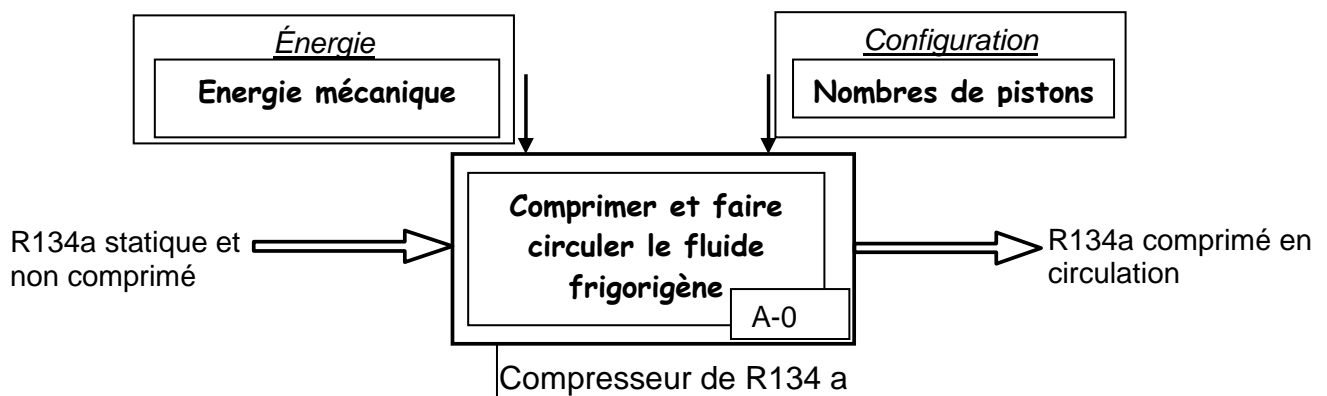 Énergie
Energie mécanique
Configuration
Nombres de pistons
R134a statique et
non comprimé
Comprimer et faire
circuler le fluide
frigorigène
A-0
R134a comprimé en
circulation
Compresseur de R134 a